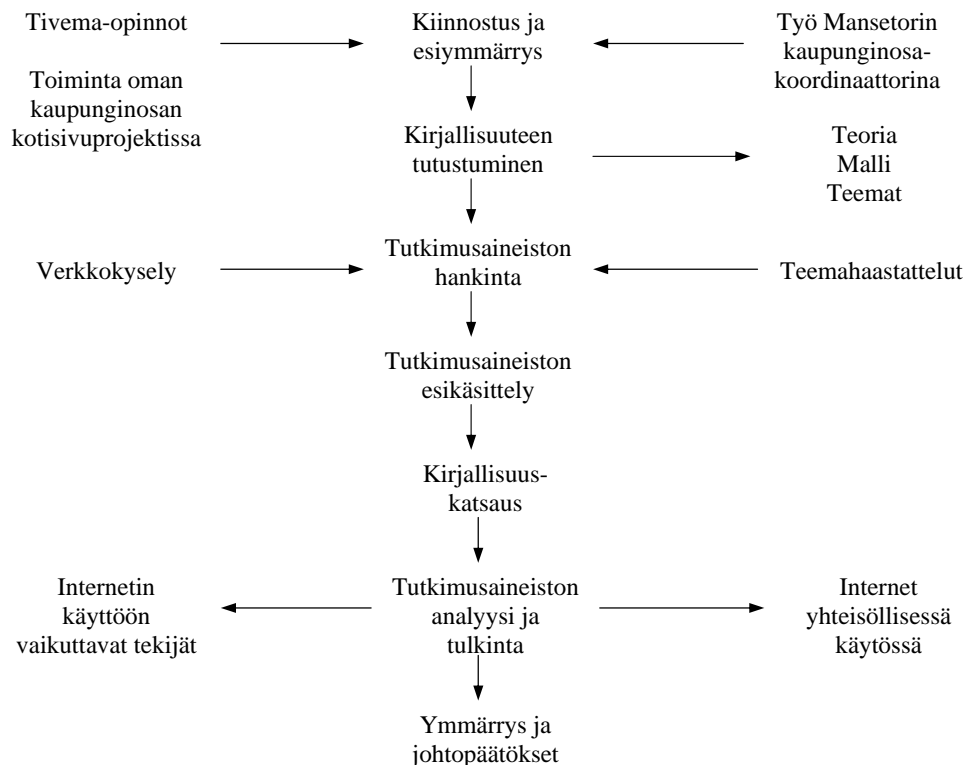 Tivema-opinnot
Toiminta oman
kaupunginosan
kotisivuprojektissa
Kiinnostus ja
esiymmärrys
Työ Mansetorin
kaupunginosa-
koordinaattorina
Kirjallisuuteen
tutustuminen
Teoria
Malli
Teemat
Verkkokysely
Tutkimusaineiston
hankinta
Teemahaastattelut
Tutkimusaineiston
esikäsittely
Kirjallisuus-
katsaus
Internetin
käyttöön
vaikuttavat tekijät
Tutkimusaineiston
analyysi ja
tulkinta
Internet
yhteisöllisessä
käytössä
Ymmärrys ja
johtopäätökset